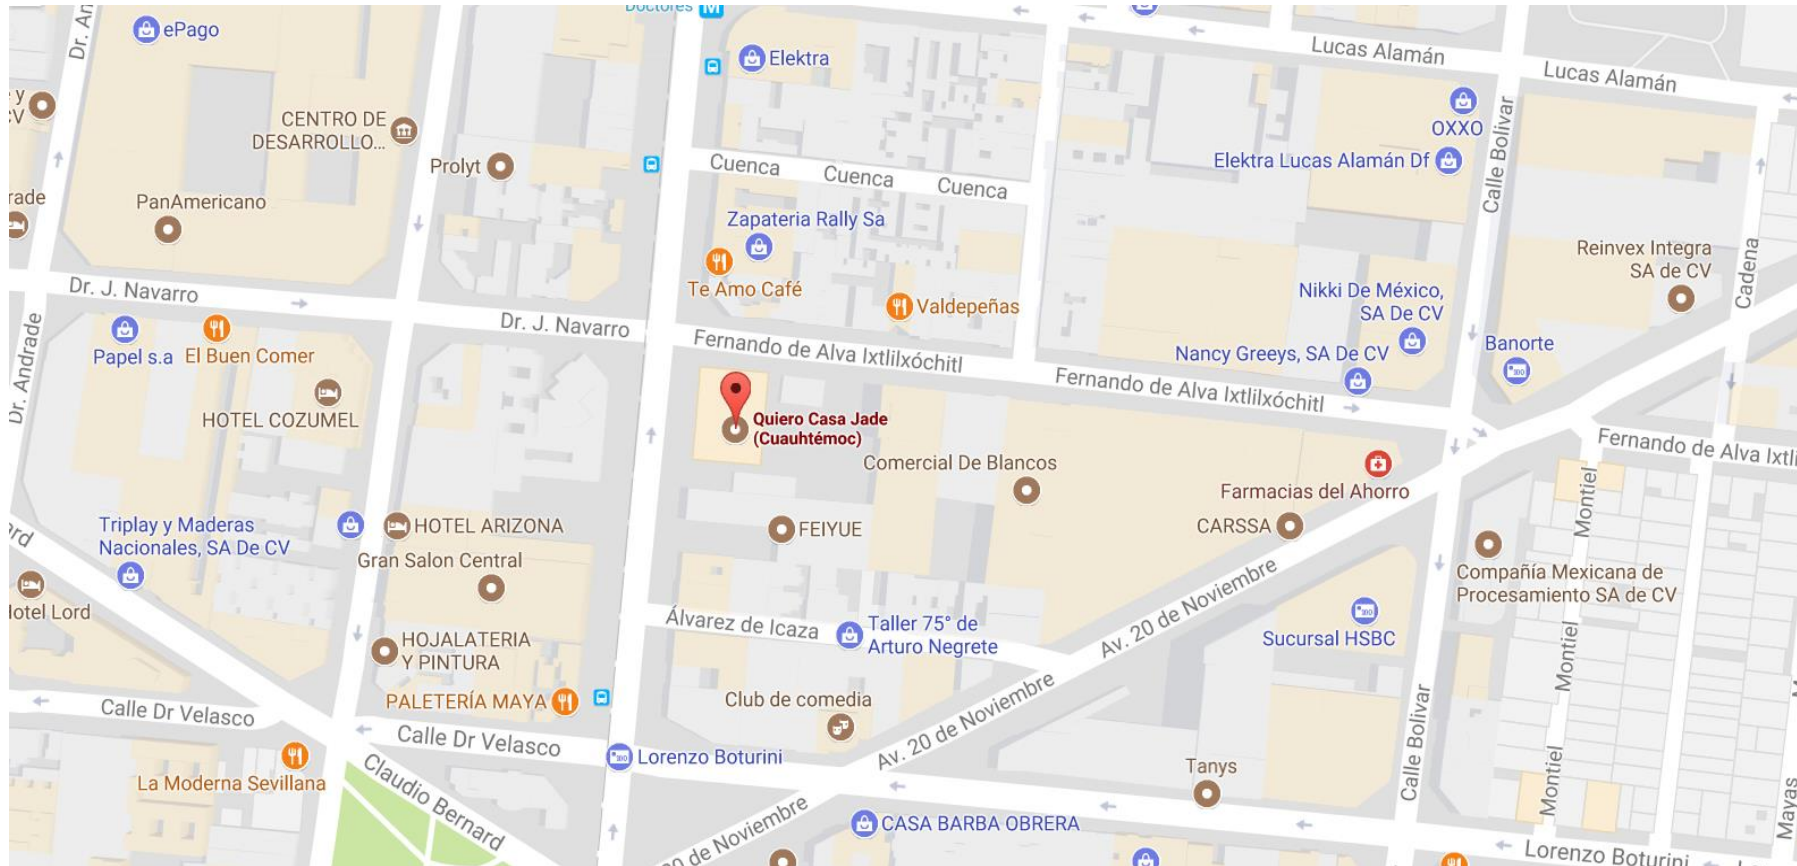 Doctores
ePago
Elektra
Lucas Alamán
Lucas Alamán
CENTRO DE
DESARROLLO...
OXXO
Elektra Lucas Alamán Df
Calle Bolivar
Prolyt
Cuenca
Cuenca
Cuenca
PanAmericano
Zapateria Rally Sa
Te Amo Café
Valdepeñas
Reinvex Integra
SA de CV
Cadena
Nikki De México,
SA De CV
Nancy Greeys, SA De CV
Banorte
Dr. J. Navarro
Dr. J. Navarro
Fernando de Alva Ixtlilxóchitl
Fernando de Alva Ixtlilxóchitl
Fernando de Alva Ixtli
Dr. Andrade
Papel s.a
El Buen Comer
HOTEL COZUMEL
Quiero Casa Jade
(Cuauhtémoc)
Comercial De Blancos
Farmacias del Ahorro
CARSSA
Montiel
Triplay y Maderas
Nacionales, SA De CV
HOTEL ARIZONA
Gran Salon Central
FEIYUE
Compañía Mexicana de
Procesamiento SA de CV
Hotel Lord
HOJALATERIA
Y PINTURA
Álvarez de Icaza
Taller 75° de
Arturo Negrete
Av. 20 de Noviembre
Sucursal HSBC
Montiel
PALETERÍA MAYA
Club de comedia
Av. 20 de Noviembre
Calle Bolivar
Calle Dr Velasco
Calle Dr Velasco
Lorenzo Boturini
Tanys
Montiel
Mayas
La Moderna Sevillana
Claudio Bernard
20 de Noviembre
CASA BARBA OBRERA
Lorenzo Boturini